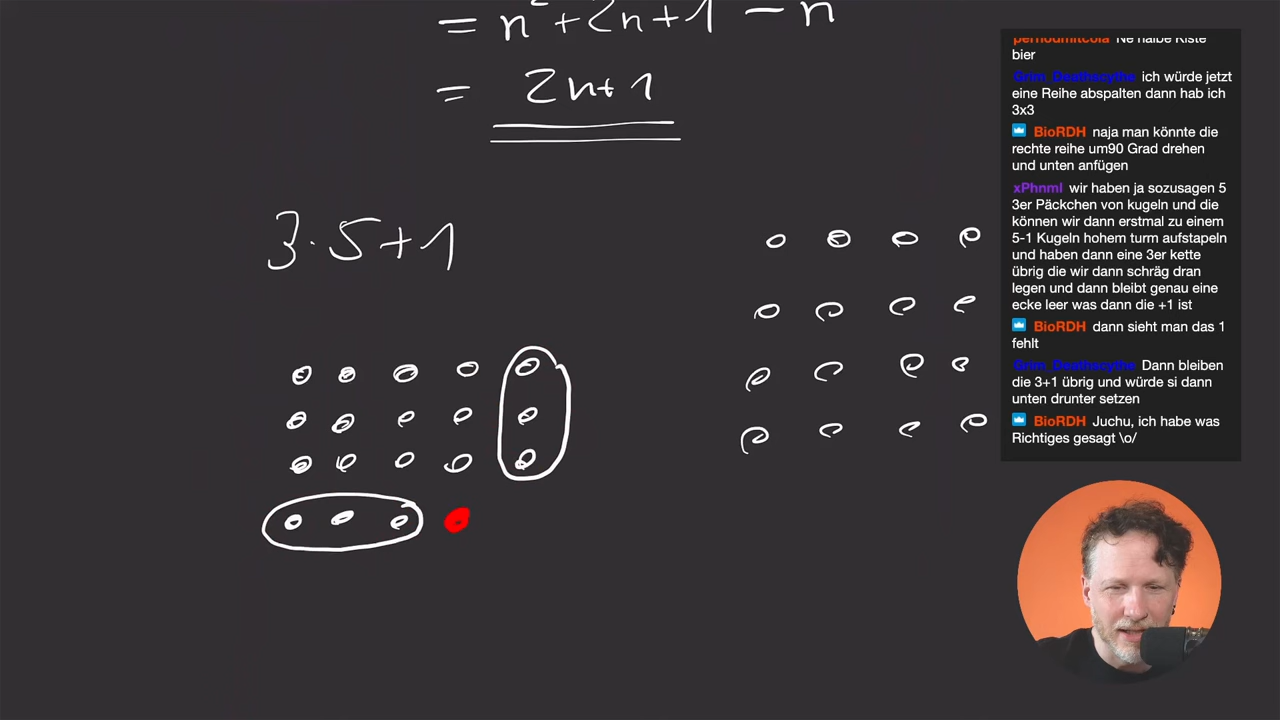 = n² + 2n + 1 - n
= 2n+1
3·5+1
pernodmitcola Ne halbe Kiste
bier
Grim_Deathscythe ich würde jetzt
eine Reihe abspalten dann hab ich
3x3
BioRDH naja man könnte die
rechte reihe um90 Grad drehen
und unten anfügen
xPhnml wir haben ja sozusagen 5
3er Päckchen von kugeln und die
können wir dann erstmal zu einem
5-1 Kugeln hohem turm aufstapeln
und haben dann eine 3er kette
übrig die wir dann schräg dran
legen und dann bleibt genau eine
ecke leer was dann die +1 ist
BioRDH dann sieht man das 1
fehlt
Grim_Deathscythe Dann bleiben
die 3+1 übrig und würde si dann
unten drunter setzen
BioRDH Juchu, ich habe was
Richtiges gesagt \o/